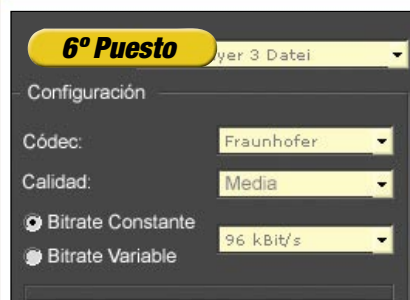 6º Puesto
yer 3 Datei
Configuración
Códec:
Fraunhofer
Calidad:
Media
Bitrate Constante
96 kBit/s
Bitrate Variable